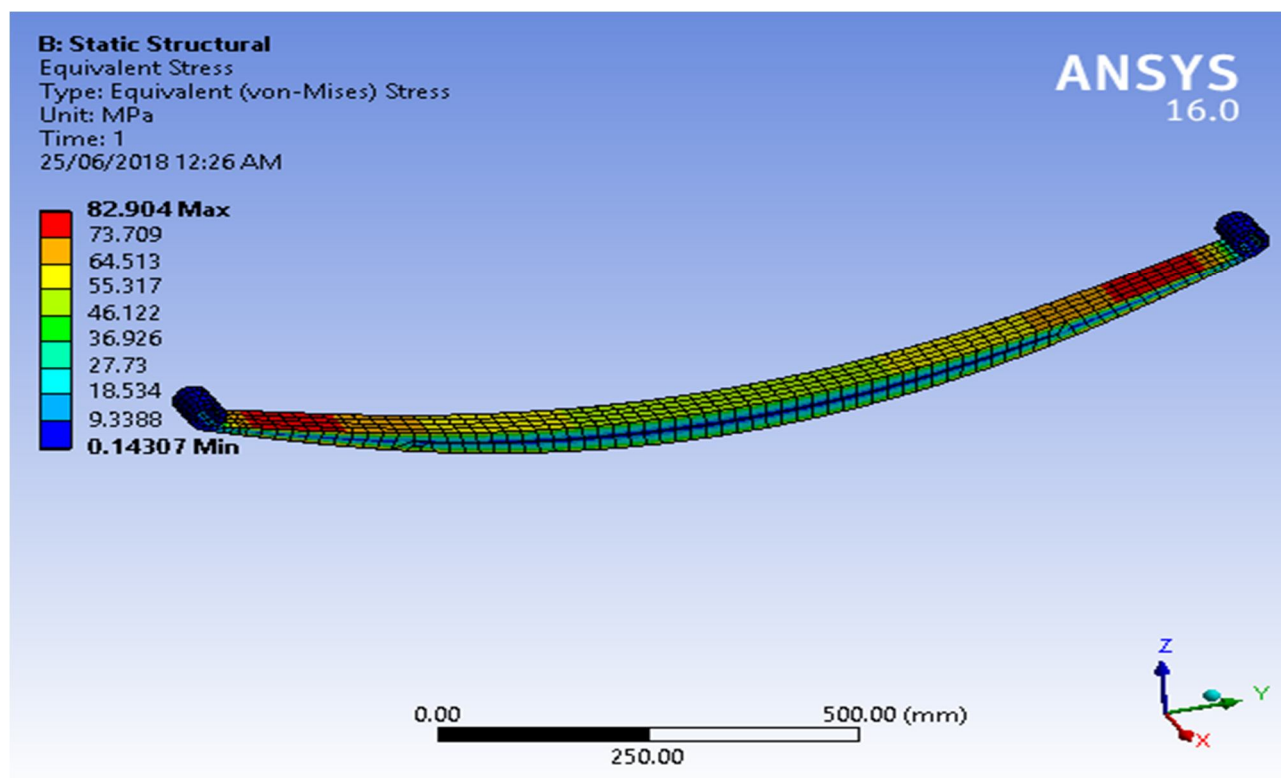 B: Static Structural
Equivalent Stress
Type: Equivalent (von-Mises) Stress
Unit: MPa
Time: 1
25/06/2018 12:26 AM
ANSYS
16.0
82.904 Max
73.709
64.513
55.317
46.122
36.926
27.73
18.534
9.3388
0.14307 Min
0.00
500.00 (mm)
250.00
Z
Y
X